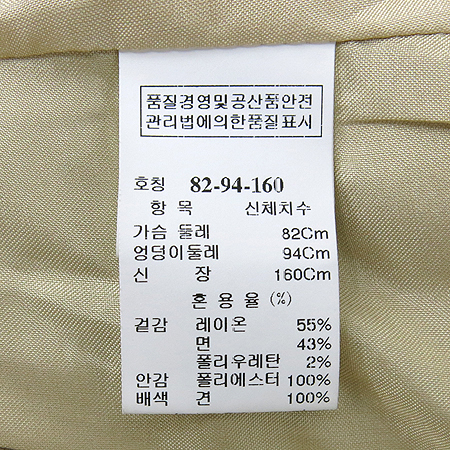 품질경영및공산품안전
관리법에의한품질표시
호칭 82-94-160
항 목 신체치수
가슴 둘레 82Cm
엉덩이둘레 94Cm
신 장 160Cm
혼 용 율 (%)
겉감 레이온 55%
면 43%
폴리우레탄 2%
안감 폴리에스터 100%
배색 견 100%